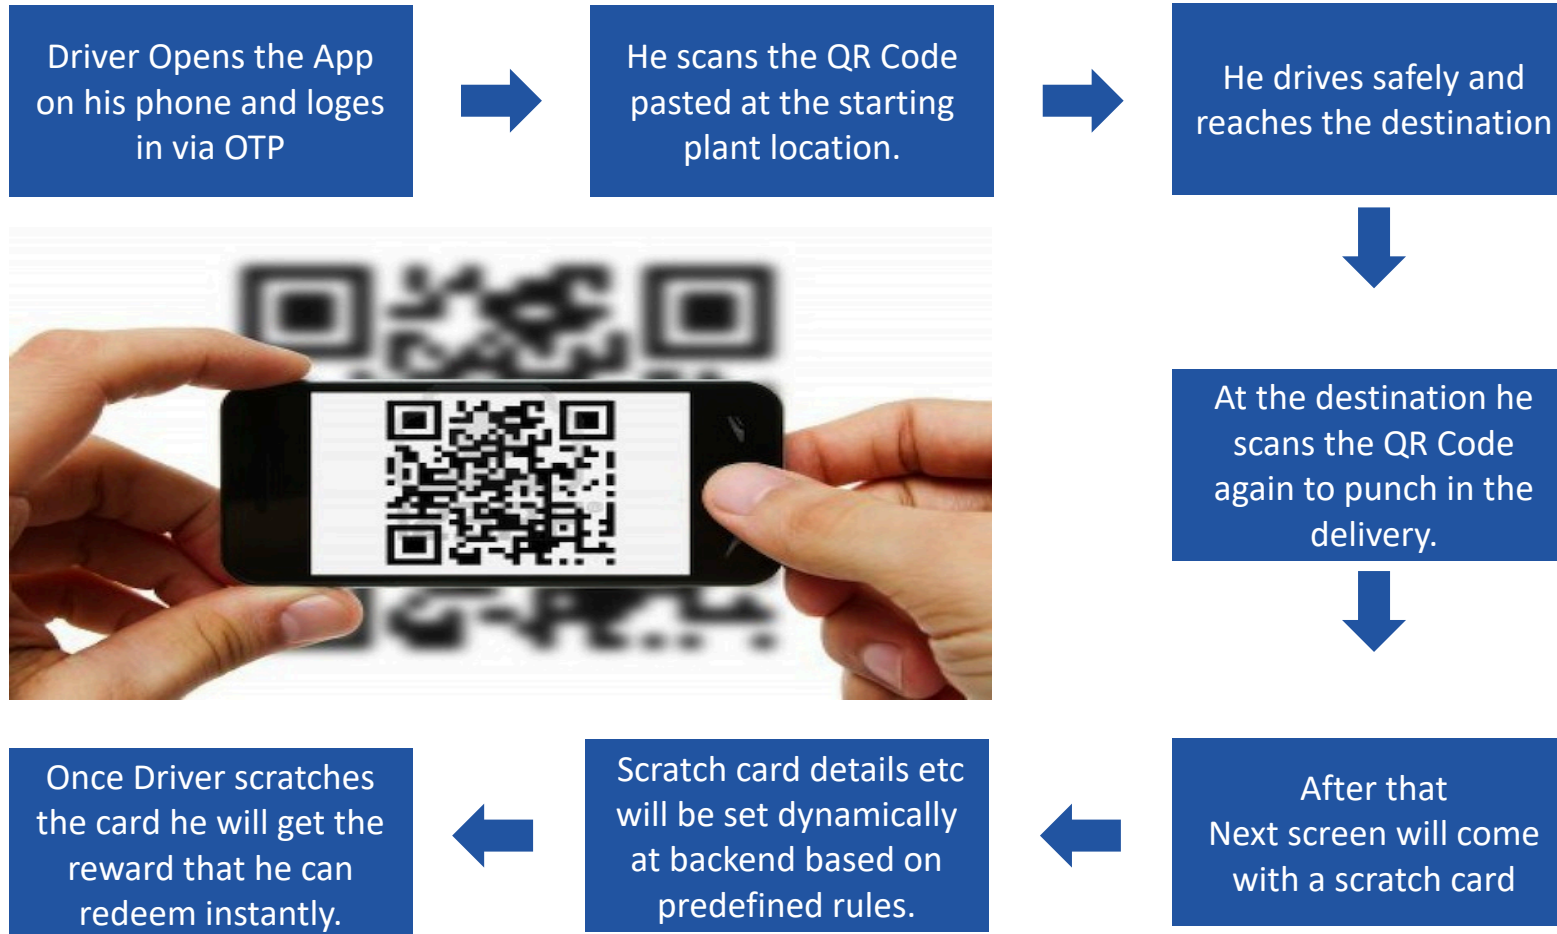 Driver Opens the App
on his phone and loges
in via OTP
He scans the QR Code
pasted at the starting
plant location.
He drives safely and
reaches the destination
At the destination he
scans the QR Code
again to punch in the
delivery.
After that
Next screen will come
with a scratch card
Scratch card details etc
will be set dynamically
at backend based on
predefined rules.
Once Driver scratches
the card he will get the
reward that he can
redeem instantly.